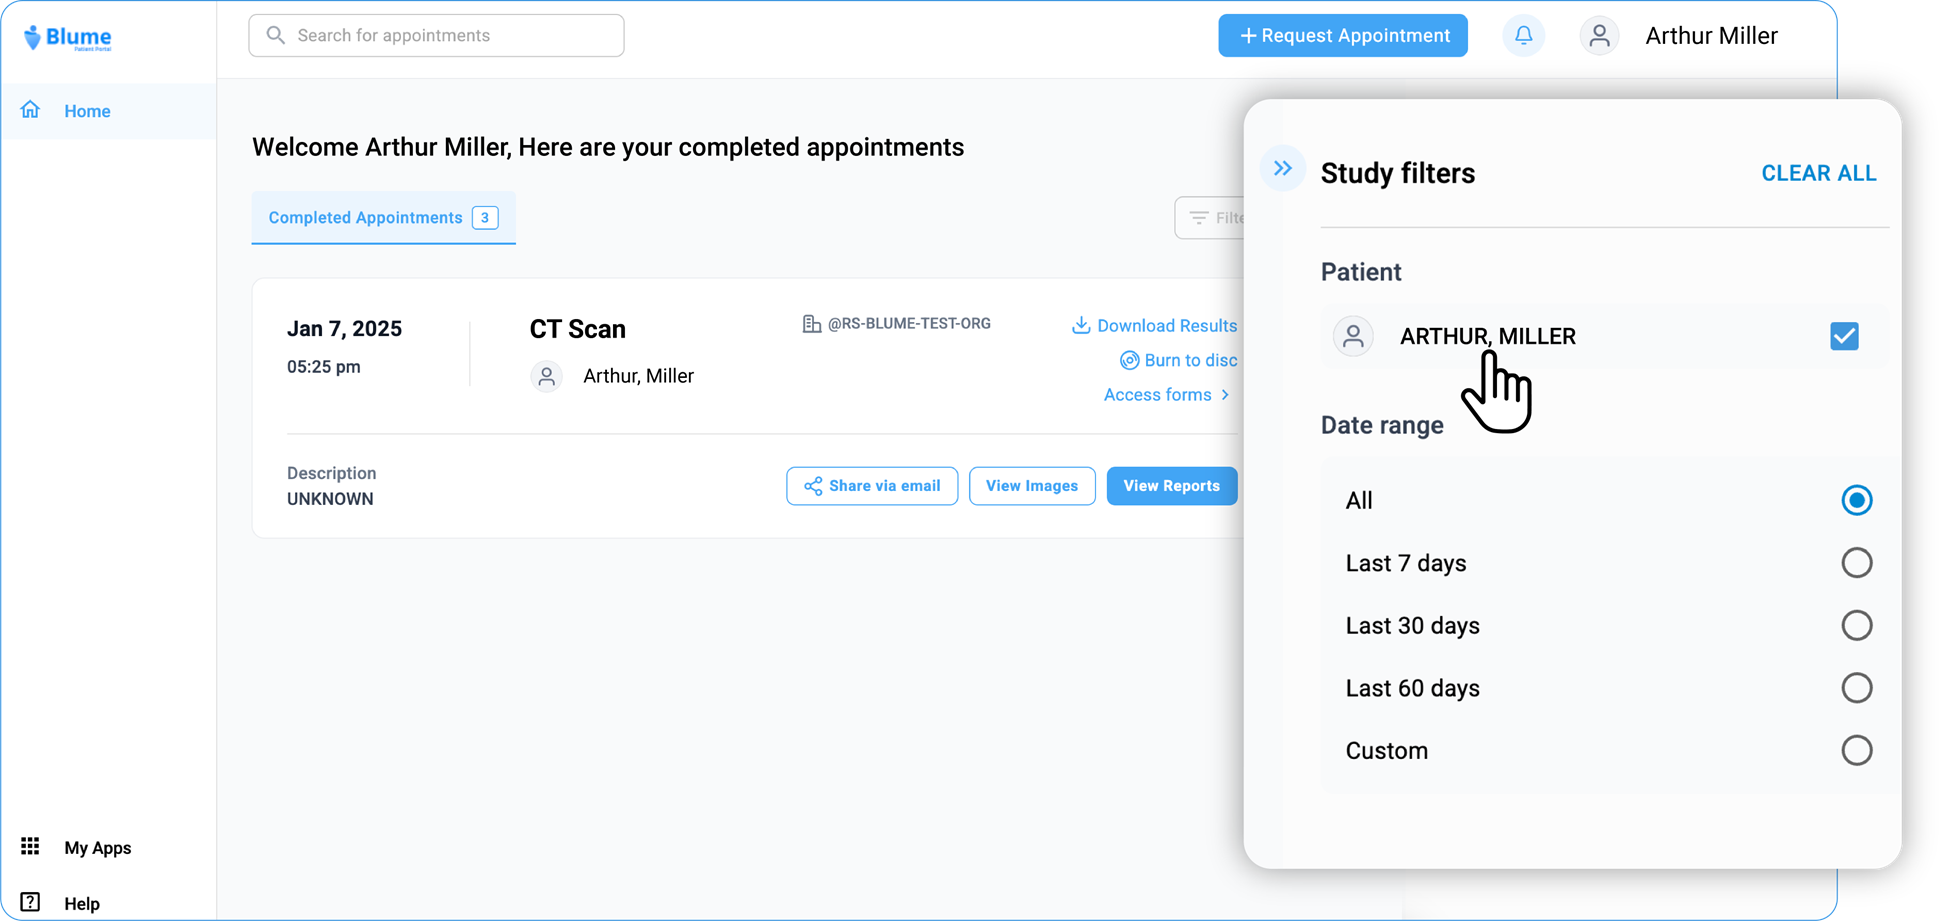 Blume
Patient Portal
Search for appointments
+ Request Appointment
Arthur Miller
Home
Welcome Arthur Miller, Here are your completed appointments
Completed Appointments 3
Jan 7, 2025
05:25 pm
CT Scan
Arthur, Miller
@RS-BLUME-TEST-ORG
Download Results
Burn to disc
Access forms
Description
UNKNOWN
Share via email
View Images
View Reports
My Apps
Help
Study filters
CLEAR ALL
Patient
ARTHUR, MILLER
Date range
All
Last 7 days
Last 30 days
Last 60 days
Custom